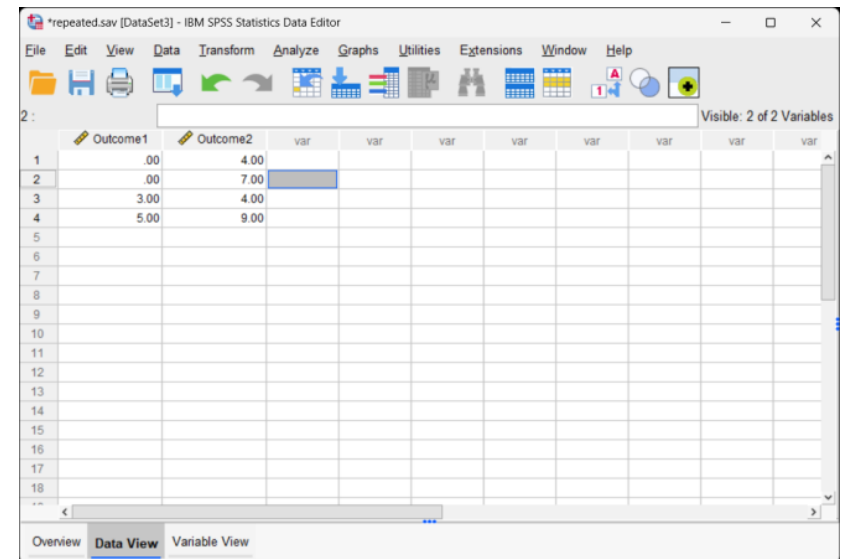 *repeated.sav [DataSet3] - IBM SPSS Statistics Data Editor
File Edit View Data Transform Analyze Graphs Utilities Extensions Window Help
A
1
2 :
Visible: 2 of 2 Variables
Outcome1 Outcome2 var var var var var var var var
1 .00 4.00
2 .00 7.00
3 3.00 4.00
4 5.00 9.00
5
6
7
8
9
10
11
12
13
14
15
16
17
18
Overview Data View Variable View